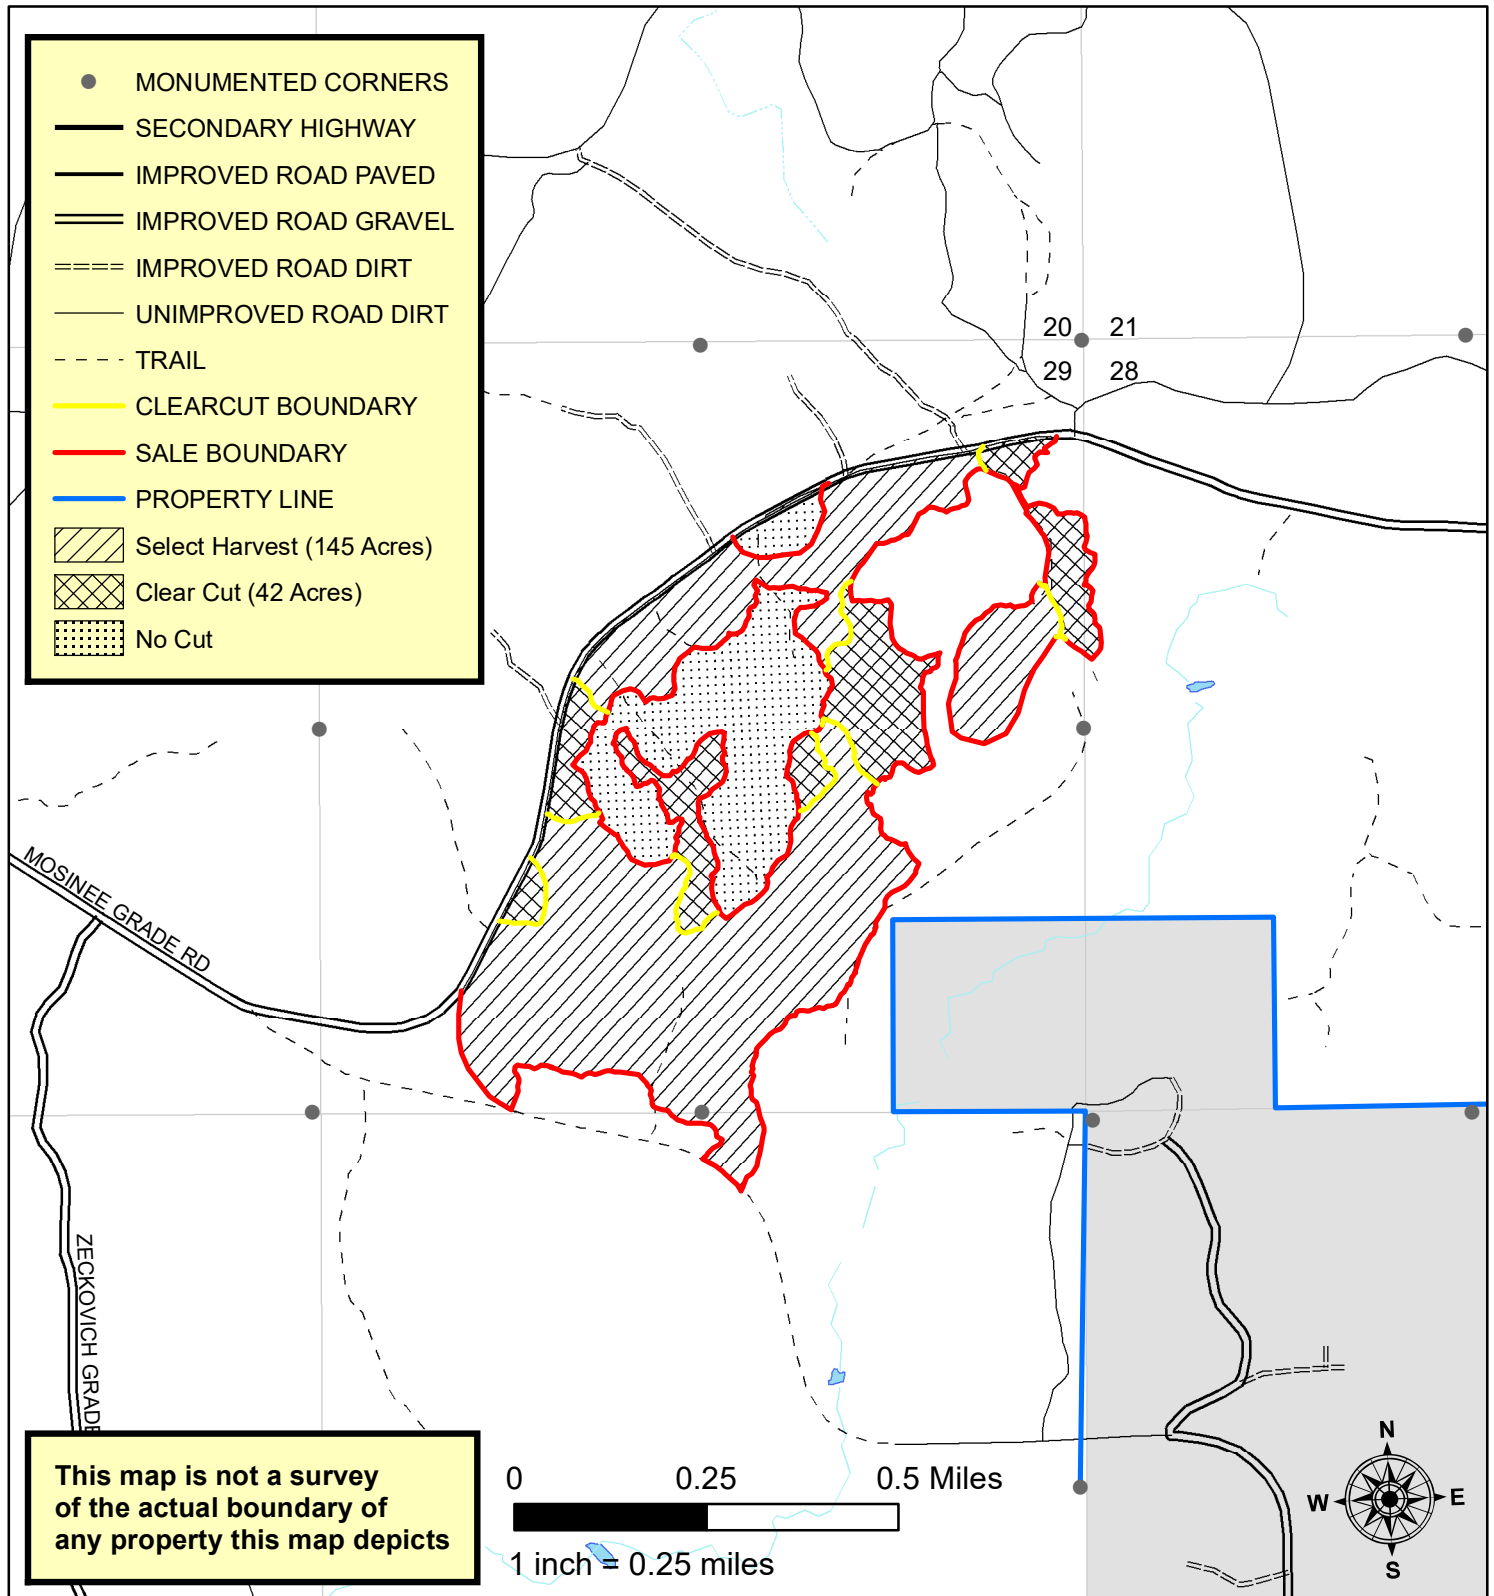 MONUMENTED CORNERS
SECONDARY HIGHWAY
IMPROVED ROAD PAVED
IMPROVED ROAD GRAVEL
IMPROVED ROAD DIRT
UNIMPROVED ROAD DIRT
TRAIL
CLEARCUT BOUNDARY
SALE BOUNDARY
PROPERTY LINE
Select Harvest (145 Acres)
Clear Cut (42 Acres)
No Cut
20 21
29 28
MOSINEE GRADE RD
ZECKOVICH GRADE
This map is not a survey
of the actual boundary of
any property this map depicts
0 0.25 0.5 Miles
1 inch = 0.25 miles
N
W E
S